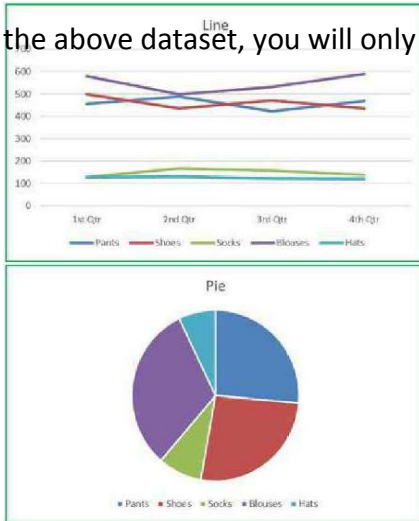 Line
the above dataset, you will only
700
600
500
400
300
200
100
0
1st Qtr 2nd Qtr 3rd Qtr 4th Qtr
Pants Shoes Socks Blouses Hats
Pie
Pants Shoes Socks Blouses Hats